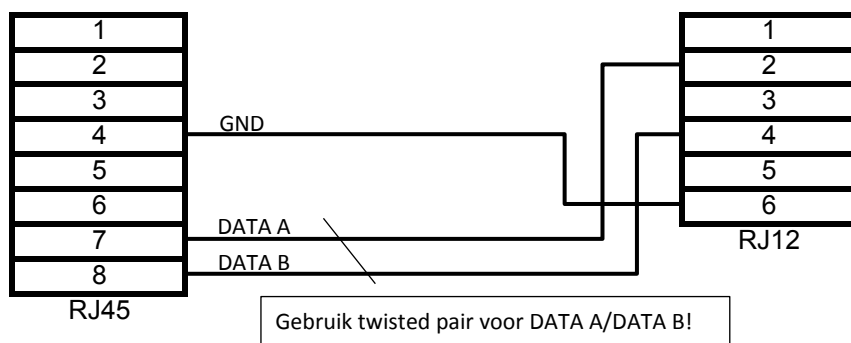 1
2
3
4
5
6
7
8
RJ45
GND
DATA A
DATA B
1
2
3
4
5
6
RJ12
Gebruik twisted pair voor DATA A/DATA B!